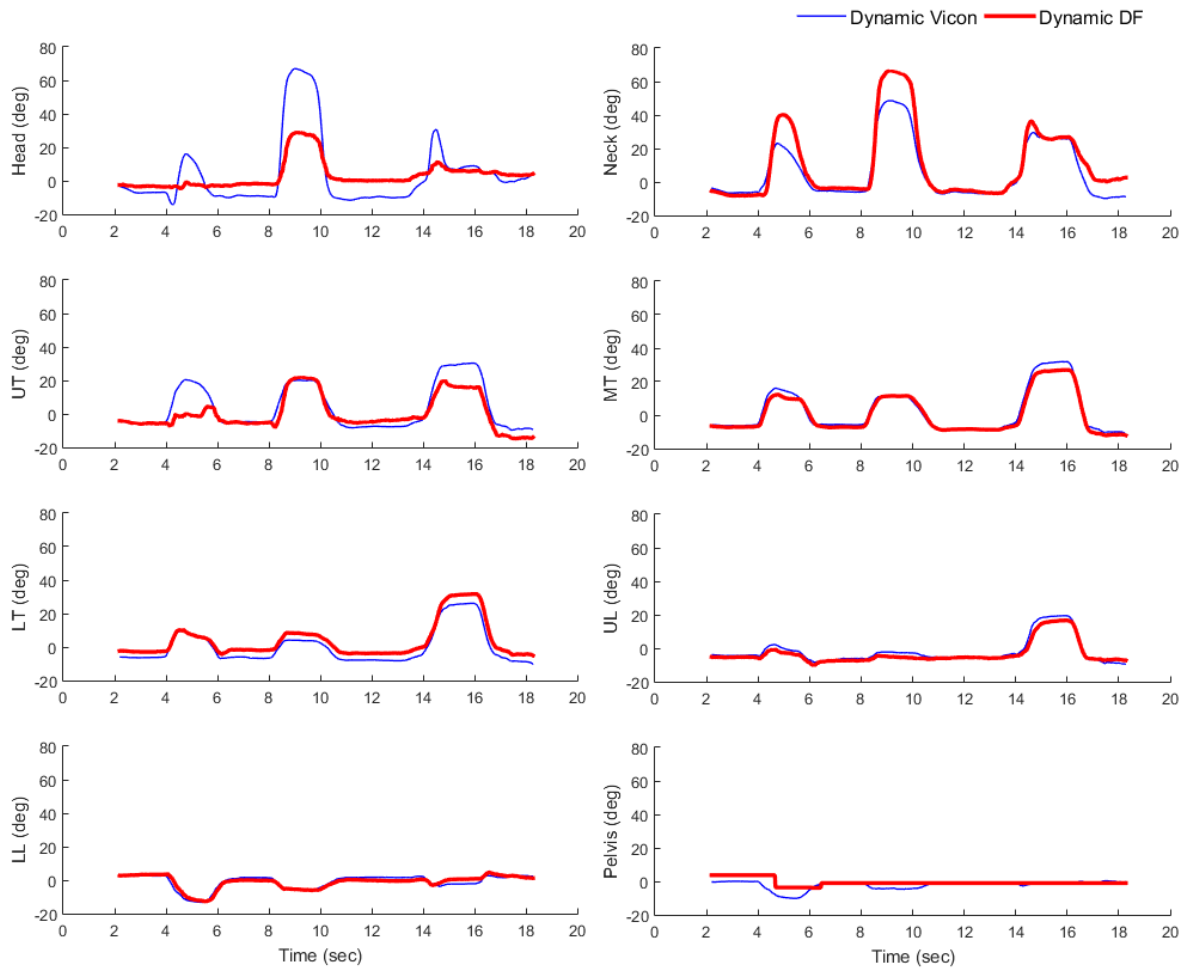 Dynamic Vicon Dynamic DF
80
60
40
20
0
-20
Head (deg)
0 2 4 6 8 10 12 14 16 18 20
80
60
40
20
0
-20
Neck (deg)
0 2 4 6 8 10 12 14 16 18 20
80
60
40
20
0
-20
UT (deg)
0 2 4 6 8 10 12 14 16 18 20
80
60
40
20
0
-20
MT (deg)
0 2 4 6 8 10 12 14 16 18 20
80
60
40
20
0
-20
LT (deg)
0 2 4 6 8 10 12 14 16 18 20
80
60
40
20
0
-20
UL (deg)
0 2 4 6 8 10 12 14 16 18 20
80
60
40
20
0
-20
LL (deg)
0 2 4 6 8 10 12 14 16 18 20
Time (sec)
80
60
40
20
0
-20
Pelvis (deg)
0 2 4 6 8 10 12 14 16 18 20
Time (sec)